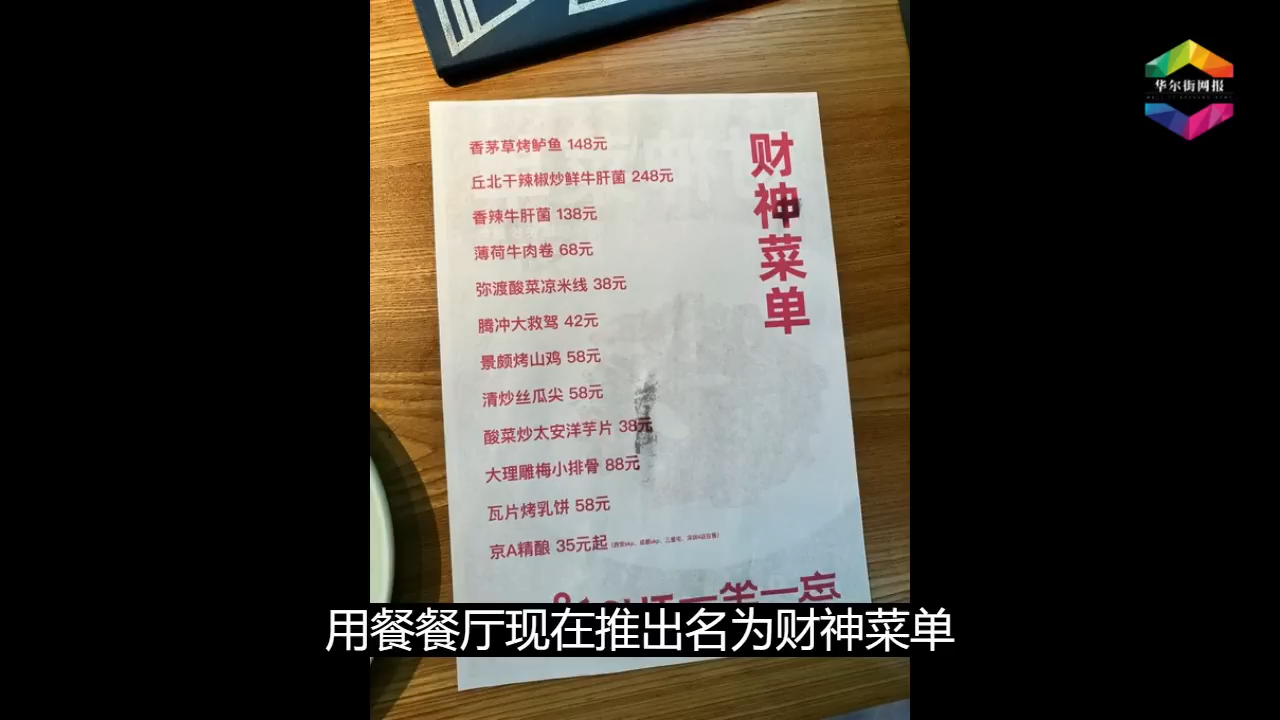 华尔街网报
财神菜单
香茅草烤鲈鱼 148元
丘北干辣椒炒鲜牛肝菌 248元
香辣牛肝菌 138元
薄荷牛肉卷 68元
弥渡酸菜凉米线 38元
腾冲大救驾 42元
景颇烤山鸡 58元
清炒丝瓜尖 58元
酸菜炒太安洋芋片 38元
大理雕梅小排骨 88元
瓦片烤乳饼 58元
京A精酿 35元起
用餐餐厅现在推出名为财神菜单